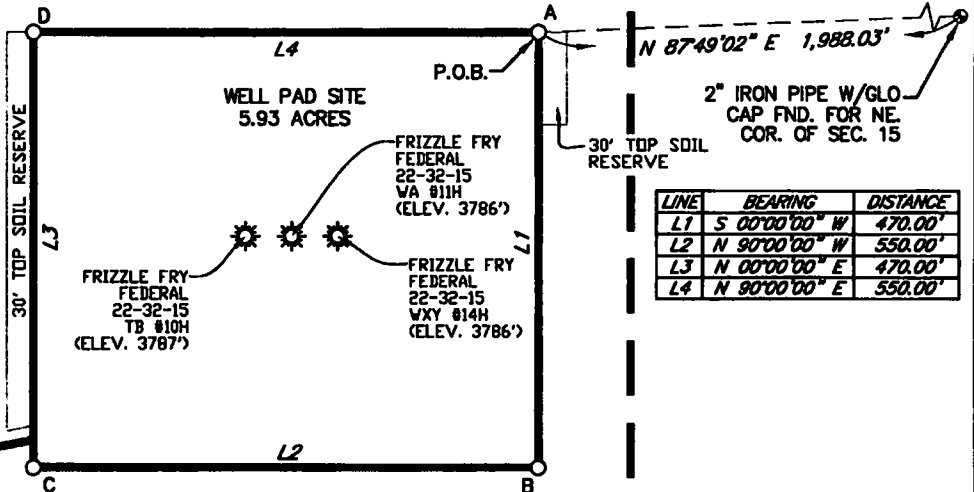 D
A
L4
N 87°49'02" E 1,988.03'
P.O.B.
WELL PAD SITE
5.93 ACRES
2" IRON PIPE W/GLO
CAP FND. FOR NE.
COR. OF SEC. 15
30' TOP SOIL RESERVE
FRIZZLE FRY
FEDERAL
22-32-15
WA #11H
(ELEV. 3786')
30' TOP SOIL
RESERVE
L3
L1
LINE BEARING DISTANCE
L1 S 00°00'00" W 470.00'
L2 N 90°00'00" W 550.00'
L3 N 00°00'00" E 470.00'
L4 N 90°00'00" E 550.00'
FRIZZLE FRY
FEDERAL
22-32-15
TB #10H
(ELEV. 3787')
FRIZZLE FRY
FEDERAL
22-32-15
WXY #14H
(ELEV. 3786')
L2
C
B